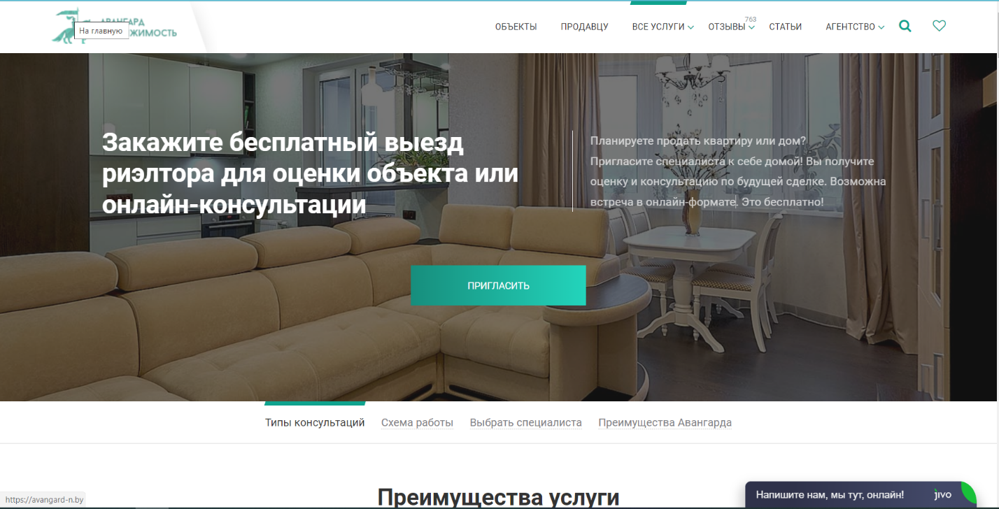 АРД
На главную
ЖИМОСТЬ
ОБЪЕКТЫ
ПРОДАВЦУ
ВСЕ УСЛУГИ
ОТЗЫВЫ
763
СТАТЬИ
АГЕНТСТВО
Закажите бесплатный выезд
риэлтора для оценки объекта или
онлайн-консультации
Планируете продать квартиру или дом?
Пригласите специалиста к себе домой! Вы получите
оценку и консультацию по будущей сделке. Возможна
встреча в онлайн-формате. Это бесплатно!
ПРИГЛАСИТЬ
Типы консультаций
Схема работы
Выбрать специалиста
Преимущества Авангарда
Преимущества услуги
https://avangard-n.by
Напишите нам, мы тут, онлайн!
jivo